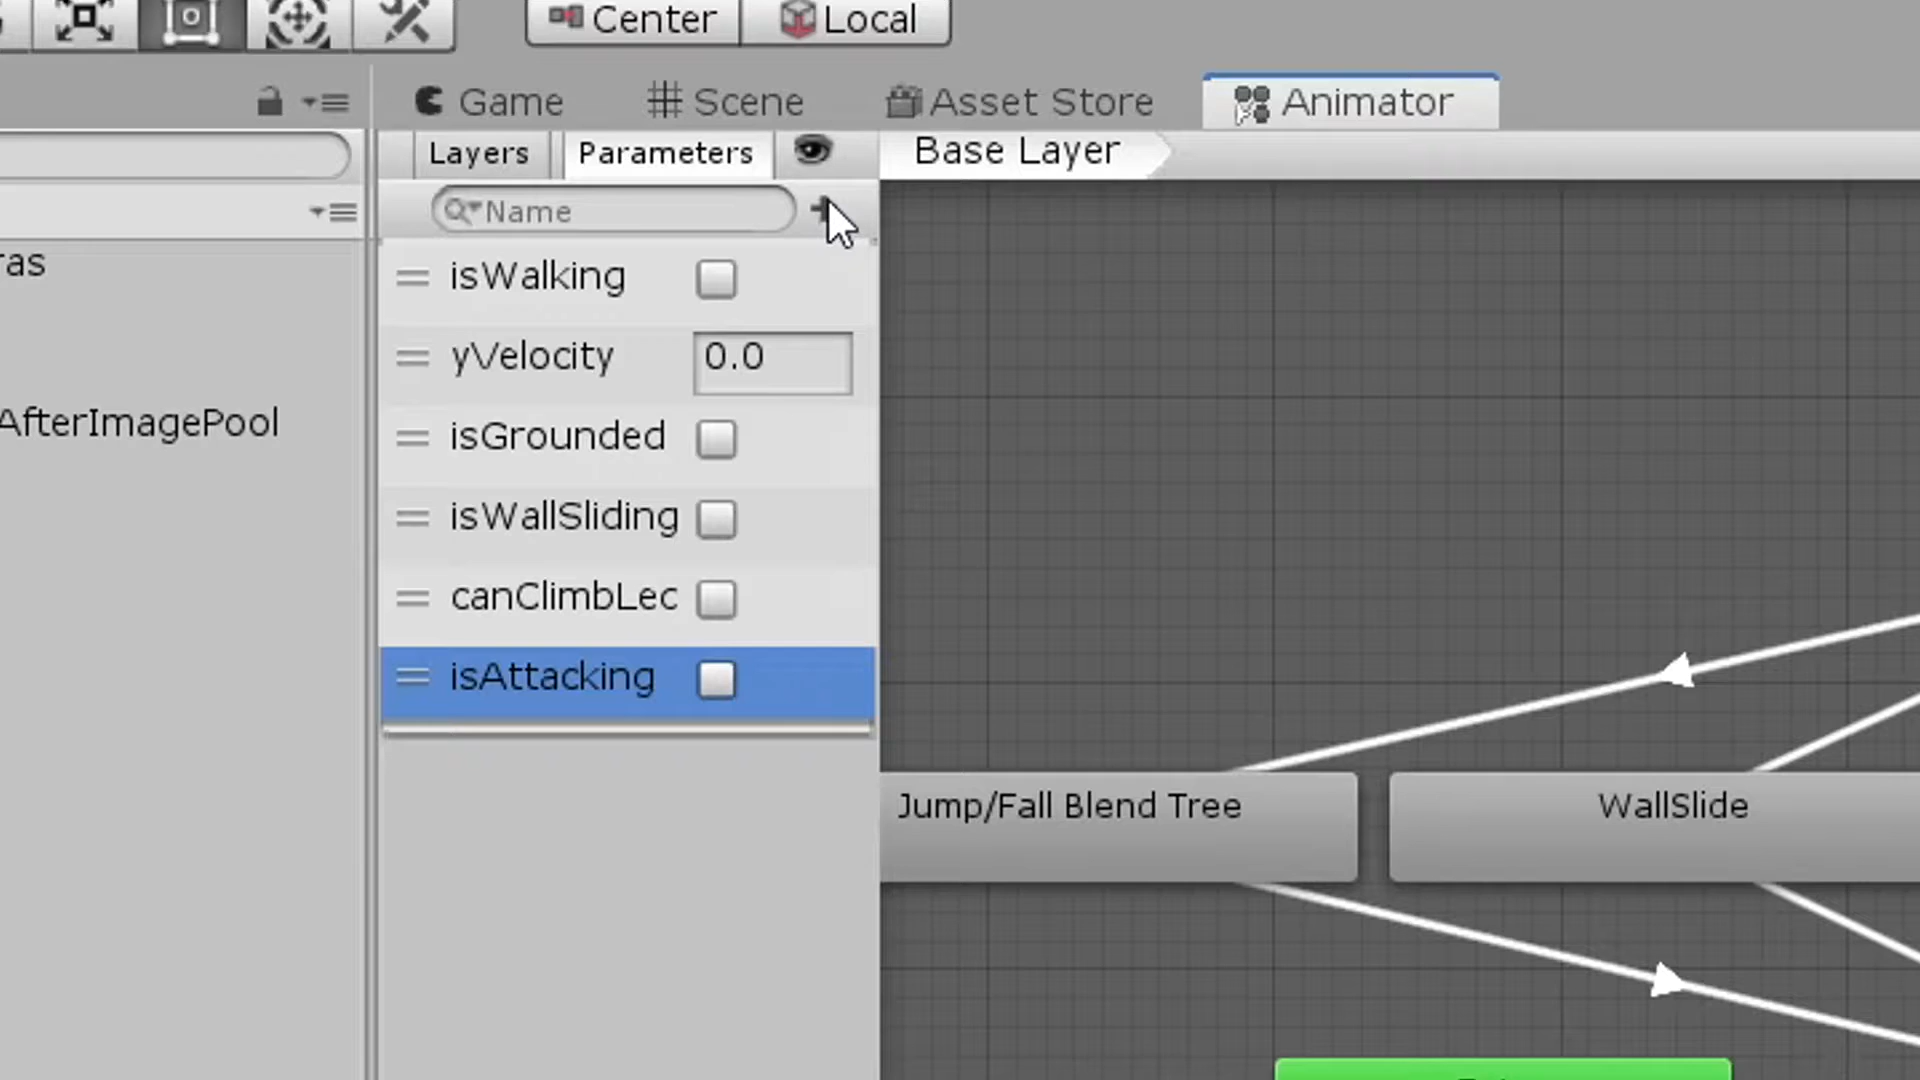 Center Local
Game Scene Asset Store Animator
Layers Parameters Base Layer
Name
isWalking
ras
yVelocity 0.0
AfterImagePool
isGrounded
isWallSliding
canClimbLec
isAttacking
Jump/Fall Blend Tree WallSlide